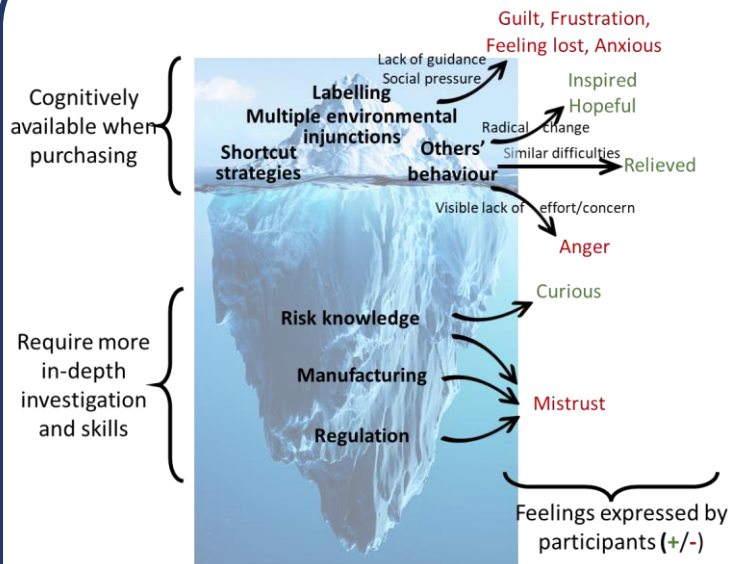 Guilt, Frustration,
Feeling lost, Anxious
Lack of guidance
Social pressure
Inspired
Hopeful
Labelling
Multiple environmental
injunctions
Shortcut
strategies
Others'
behaviour
Radical change
Similar difficulties
Relieved
Visible lack of effort/concern
Anger
Cognitively
available when
purchasing
Curious
Risk knowledge
Manufacturing
Regulation
Mistrust
Require more
in-depth
investigation
and skills
Feelings expressed by
participants (+/-)